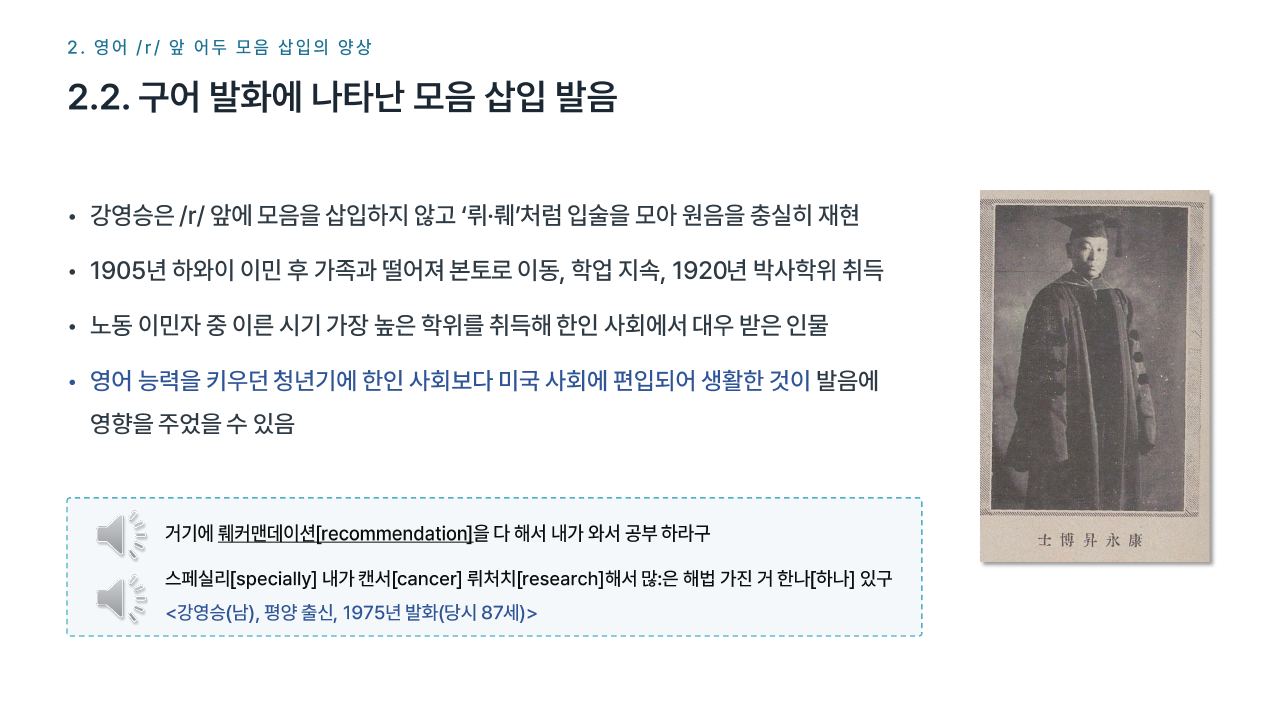 2. 영어 /r/ 앞 어두 모음 삽입의 양상
2.2. 구어 발화에 나타난 모음 삽입 발음
• 강영승은 /r/ 앞에 모음을 삽입하지 않고 ‘뤼·뤠’처럼 입술을 모아 원음을 충실히 재현
• 1905년 하와이 이민 후 가족과 떨어져 본토로 이동, 학업 지속, 1920년 박사학위 취득
• 노동 이민자 중 이른 시기 가장 높은 학위를 취득해 한인 사회에서 대우 받은 인물
• 영어 능력을 키우던 청년기에 한인 사회보다 미국 사회에 편입되어 생활한 것이 발음에
영향을 주었을 수 있음
거기에 뤠커맨데이션[recommendation]을 다 해서 내가 와서 공부 하라구
스페실리[specially] 내가 캔서[cancer] 뤼처치[research]해서 많:은 해법 가진 거 한나[하나] 있구
<강영승(남), 평양 출신, 1975년 발화(당시 87세)>
士博昇永康